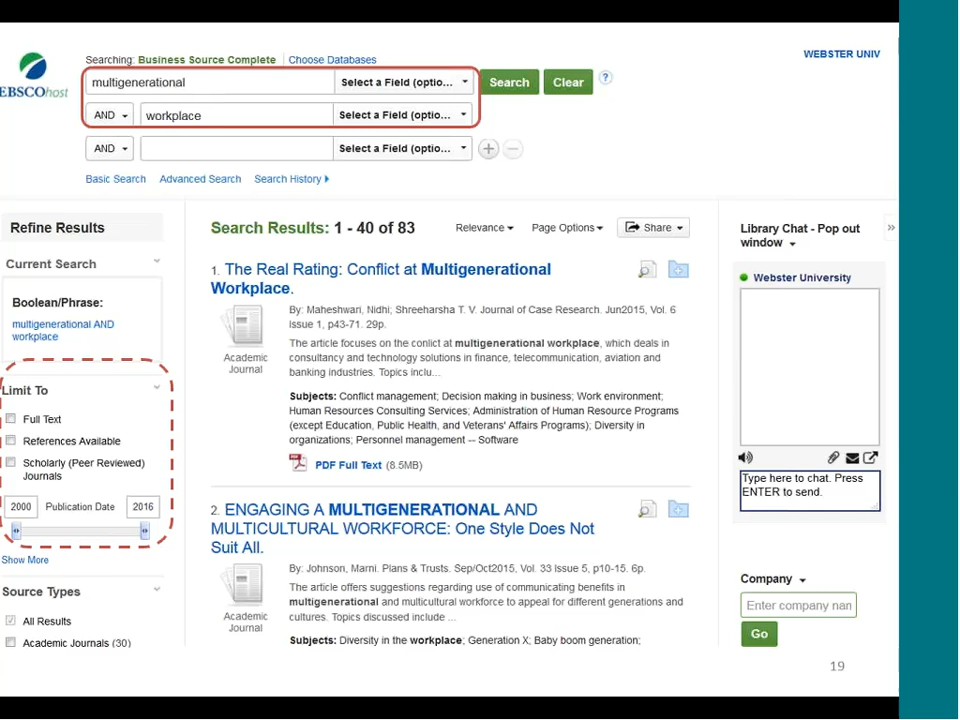 Searching: Business Source Complete Choose Databases
WEBSTER UNIV
EBSCOhost
multigenerational Select a Field (optio... Search Clear ?
AND workplace Select a Field (optio...
AND Select a Field (optio...
Basic Search Advanced Search Search History
Refine Results
Current Search
Boolean/Phrase:
multigenerational AND
workplace
Limit To
Full Text
References Available
Scholarly (Peer Reviewed)
Journals
2000 Publication Date 2016
Show More
Source Types
All Results
Academic Journals (30)
Search Results: 1 - 40 of 83 Relevance Page Options Share
1. The Real Rating: Conflict at Multigenerational
Workplace.
Academic
Journal
By: Maheshwari, Nidhi; Shreeharsha T. V. Journal of Case Research. Jun2015, Vol. 6
Issue 1, p43-71. 29p.
The article focuses on the conlict at multigenerational workplace, which deals in
consultancy and technology solutions in finance, telecommunication, aviation and
banking industries. Topics inclu...
Subjects: Conflict management; Decision making in business; Work environment;
Human Resources Consulting Services; Administration of Human Resource Programs
(except Education, Public Health, and Veterans' Affairs Programs); Diversity in
organizations; Personnel management -- Software
PDF Full Text (8.5MB)
2. ENGAGING A MULTIGENERATIONAL AND
MULTICULTURAL WORKFORCE: One Style Does Not
Suit All.
Academic
Journal
By: Johnson, Marni. Plans & Trusts. Sep/Oct2015, Vol. 33 Issue 5, p10-15. 6p.
The article offers suggestions regarding use of communicating benefits in
multigenerational and multicultural workforce to appeal for different generations and
cultures. Topics discussed include ...
Subjects: Diversity in the workplace; Generation X; Baby boom generation;
Library Chat - Pop out
window
»
Webster University
Type here to chat. Press
ENTER to send.
Company
Enter company nan
Go
19